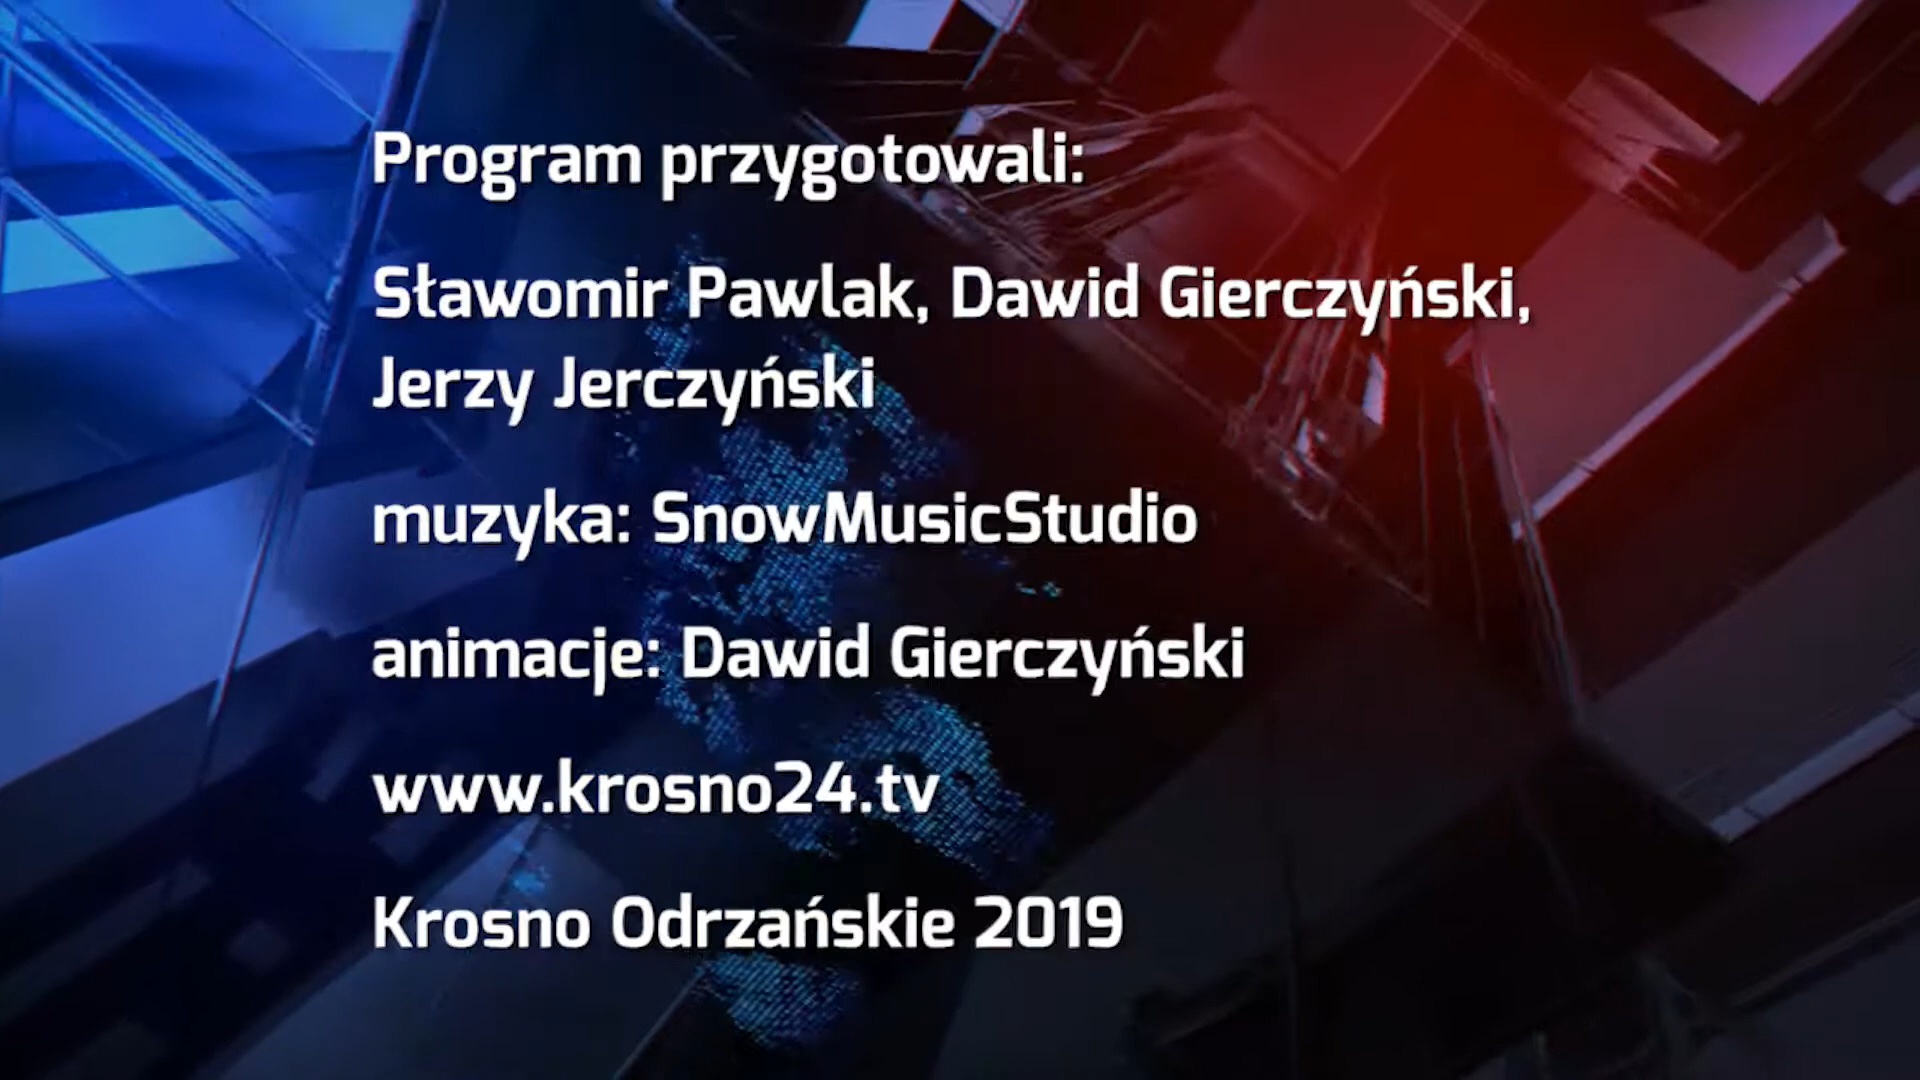 Program przygotowali:
Sławomir Pawlak, Dawid Gierczyński,
Jerzy Jerczyński
muzyka: SnowMusicStudio
animacje: Dawid Gierczyński
www.krosno24.tv
Krosno Odrzańskie 2019